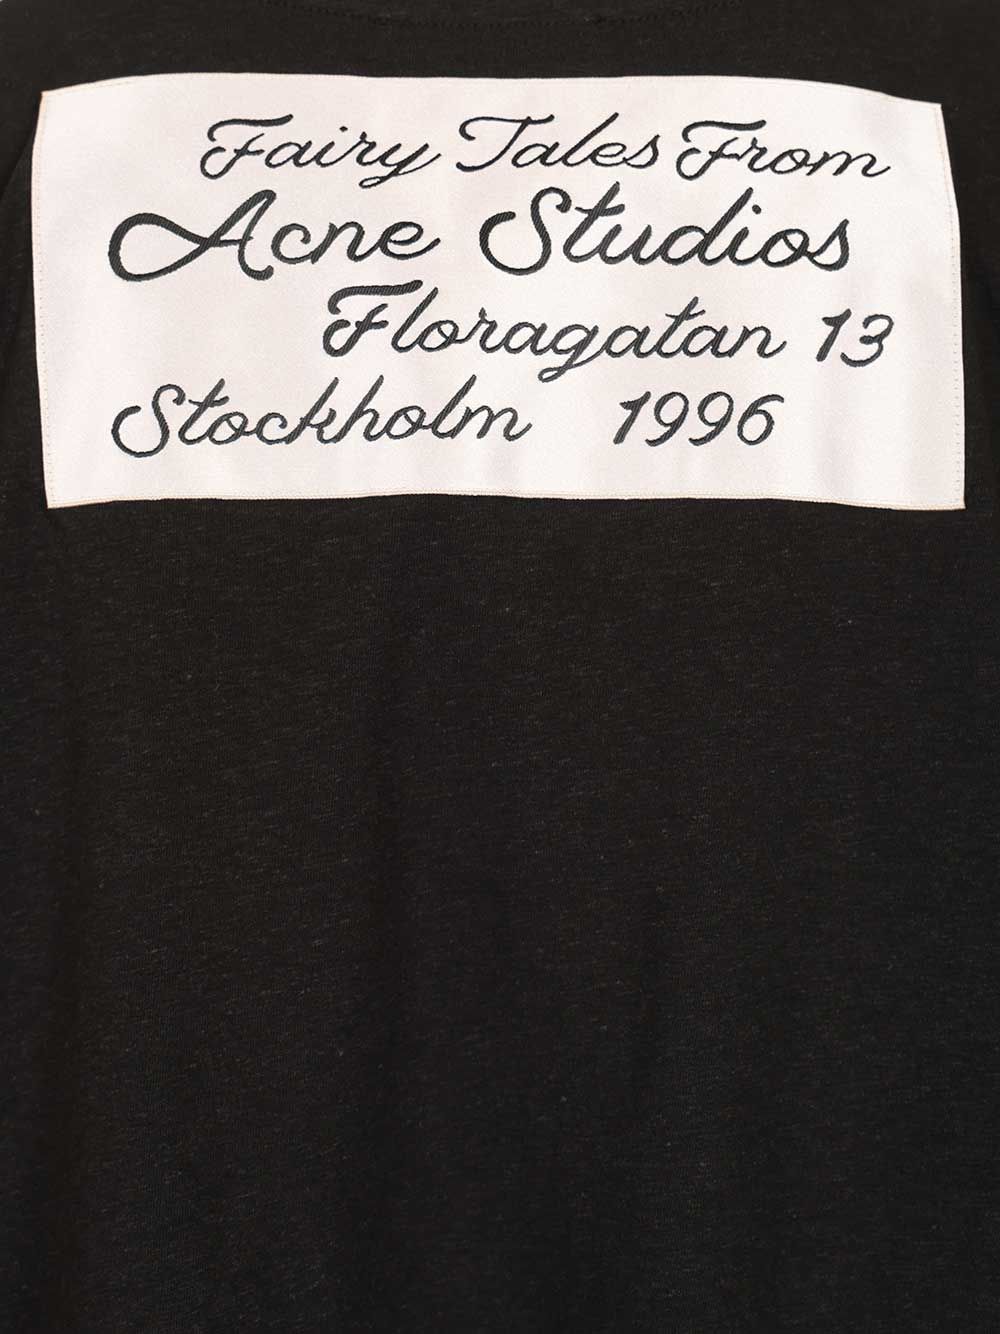 Fairy Tales From
Acne Studios
Floragatan 13
Stockholm 1996